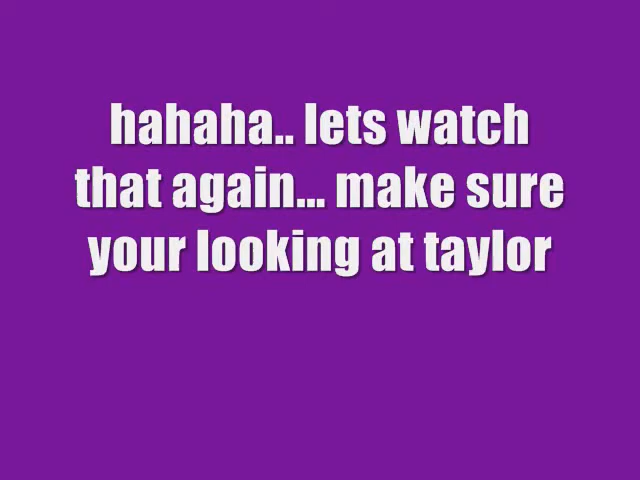 hahaha.. lets watch
that again... make sure
your looking at taylor